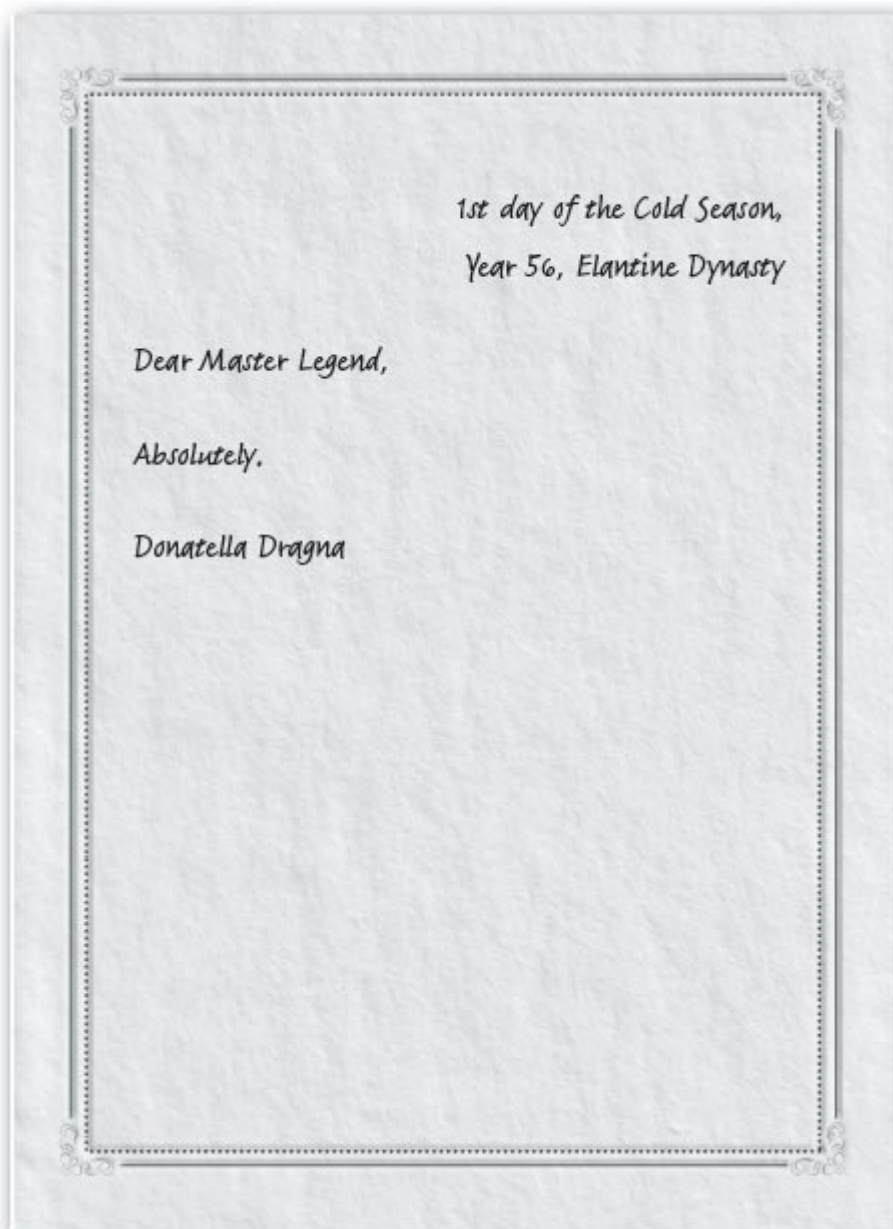 1st day of the Cold Season,
Year 56, Elantine Dynasty
Dear Master Legend,
Absolutely.
Donatella Dragna